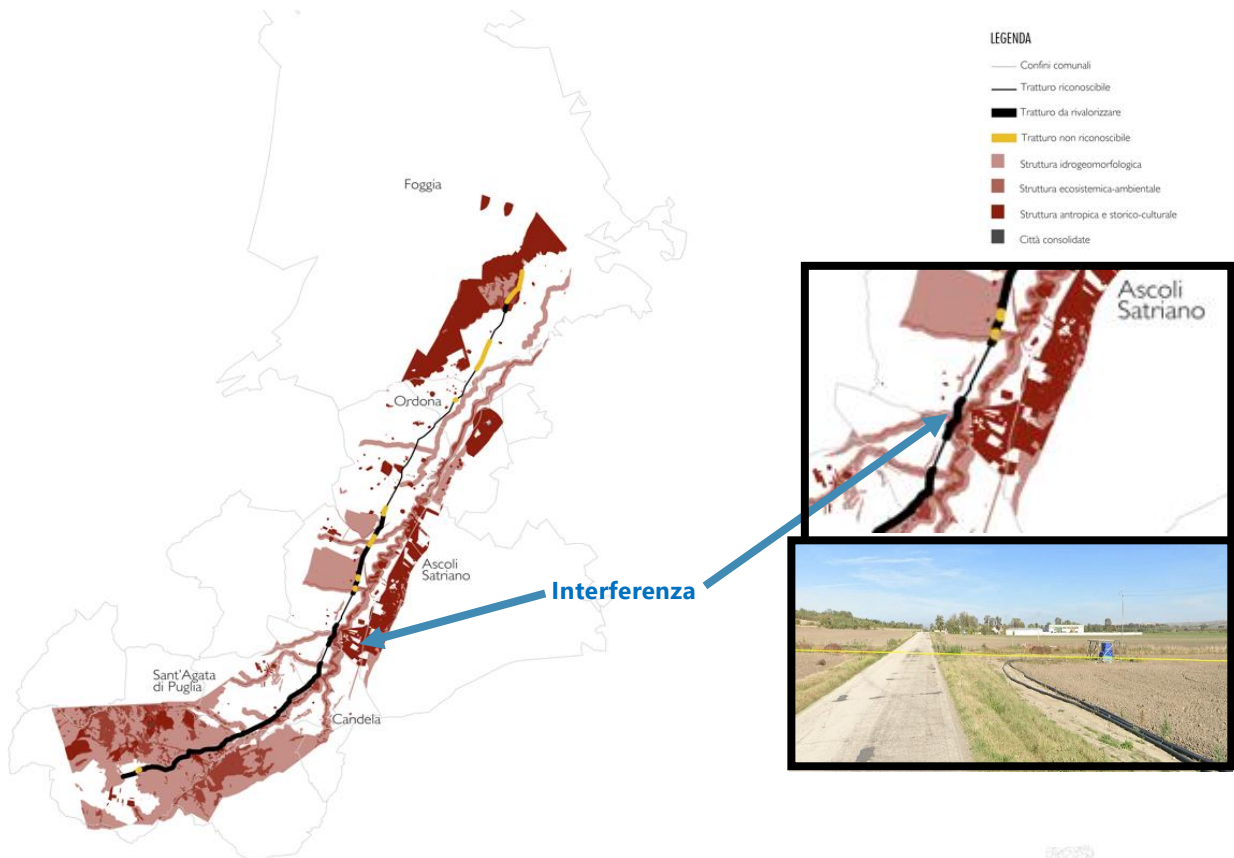 LEGENDA
Confini comunali
Tratturo riconoscibile
Tratturo da rivalorizzare
Tratturo non riconoscibile
Struttura idrogeomorfologica
Struttura ecosistemica-ambientale
Struttura antropica e storico-culturale
Città consolidate
Foggia
Ordona
Ascoli
Satriano
Sant'Agata
di Puglia
Candela
Interferenza
Ascoli
Satriano